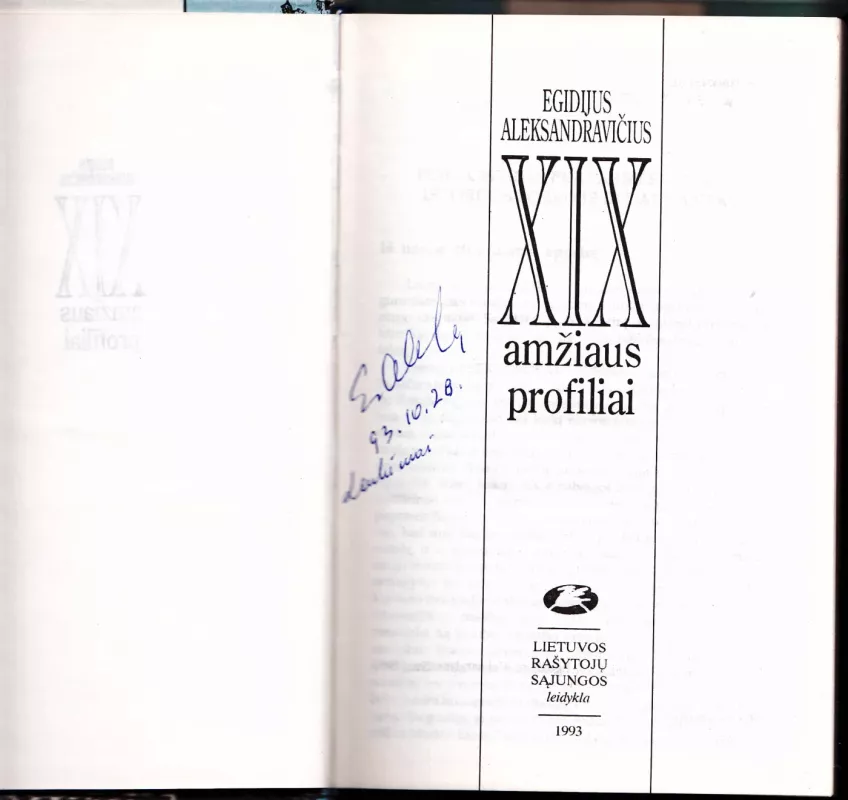 EGIDIJUS
ALEKSANDRAVIČIUS
XIX
amžiaus
profiliai
93.10.28.
LIETUVOS
RAŠYTOJŲ
SĄJUNGOS
leidykla
1993